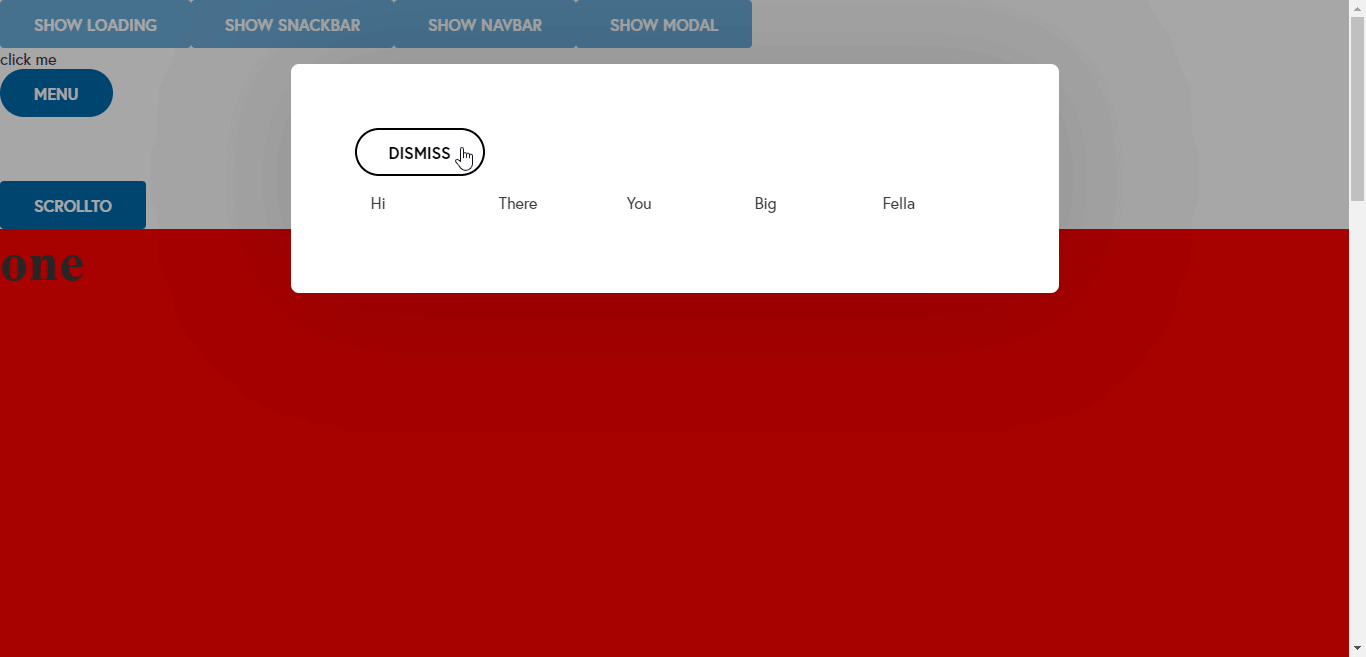 SHOW LOADING SHOW SNACKBAR SHOW NAVBAR SHOW MODAL
click me
MENU
DISMISS
Hi There You Big Fella
SCROLLTO
one